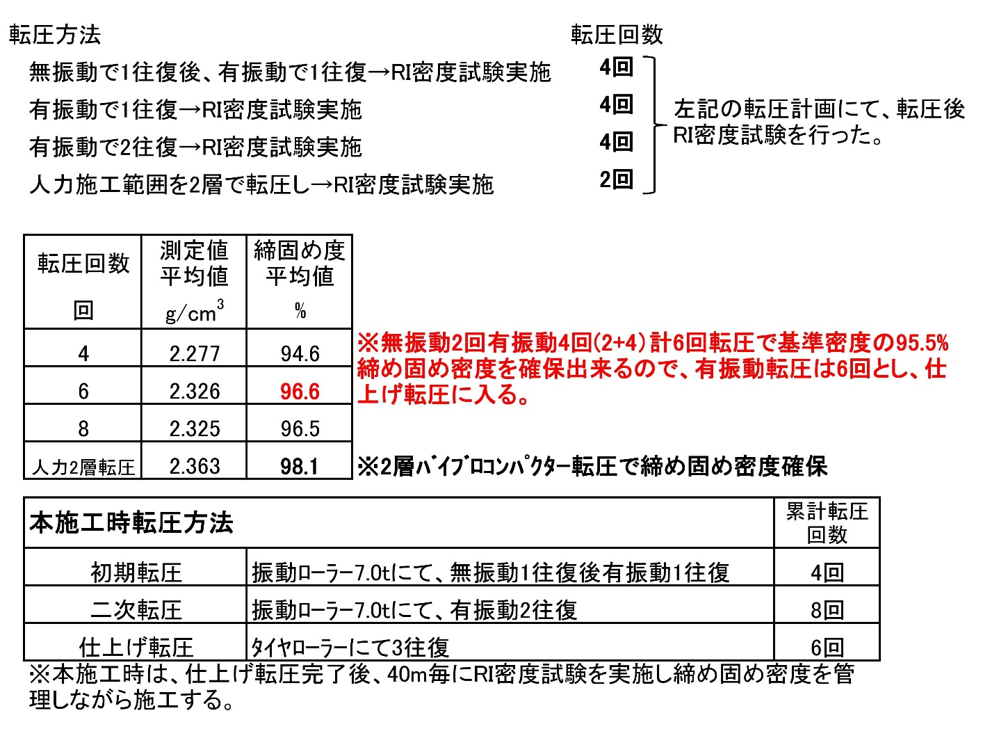 転圧方法
転圧回数
無振動で1往復後、有振動で1往復→RI密度試験実施
4回
有振動で1往復→RI密度試験実施
4回
有振動で2往復→RI密度試験実施
4回
人力施工範囲を2層で転圧し→RI密度試験実施
2回
左記の転圧計画にて、転圧後
RI密度試験を行った。
転圧回数
回
測定値
平均値
g/cm³
締固め度
平均値
%
4 2.277 94.6
6 2.326 96.6
8 2.325 96.5
人力2層転圧 2.363 98.1
※無振動2回有振動4回(2+4)計6回転圧で基準密度の95.5%
締め固め密度を確保出来るので、有振動転圧は6回とし、仕
上げ転圧に入る。
※2層ﾊﾞｲﾌﾞﾛｺﾝﾊﾟｸﾀｰ転圧で締め固め密度確保
本施工時転圧方法
累計転圧
回数
初期転圧 振動ﾛｰﾗｰ7.0tにて、無振動1往復後有振動1往復 4回
二次転圧 振動ﾛｰﾗｰ7.0tにて、有振動2往復 8回
仕上げ転圧 ﾀｲﾔﾛｰﾗｰにて3往復 6回
※本施工時は、仕上げ転圧完了後、40m毎にRI密度試験を実施し締め固め密度を管
理しながら施工する。